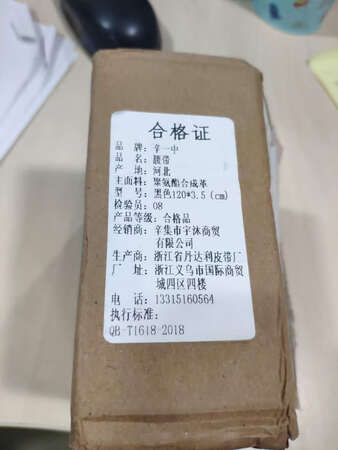 合格证
品    牌：辛一中
品    名：腰带
产    地：河北
主面料：聚氨酯合成革
型    号：黑色120*3.5（cm）
检验员：08
产品等级：合格品
经销商：辛集市宇沐商贸
有限公司
生产商：浙江省丹达利皮带厂
厂    址：浙江义乌市国际商贸
城四区四楼
电    话：13315160564
执行标准：
QB-T1618-2018